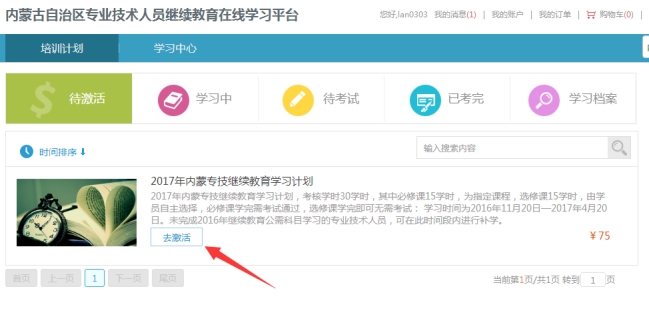 内蒙古自治区专业技术人员继续教育在线学习平台
您好,lan0303 我的消息(1) | 我的账户 | 我的订单 | 购物车(0) |
培训计划 学习中心
待激活 学习中 待考试 已考完 学习档案
时间排序 输入搜索内容
2017年内蒙专技继续教育学习计划
2017年内蒙专技继续教育学习计划，考核学时30学时，其中必修课15学时，为指定课程，选修课15学时，由学
员自主选择，必修课学完需考试通过，选修课学完即可无需考试； 学习时间为2016年11月20日—2017年4月20
日。未完成2016年继续教育公需科目学习的专业技术人员，可在此时间段内进行补学。
去激活 ¥75
首页 上一页 1 下一页 尾页 当前第1页/共1页 转到 1 页